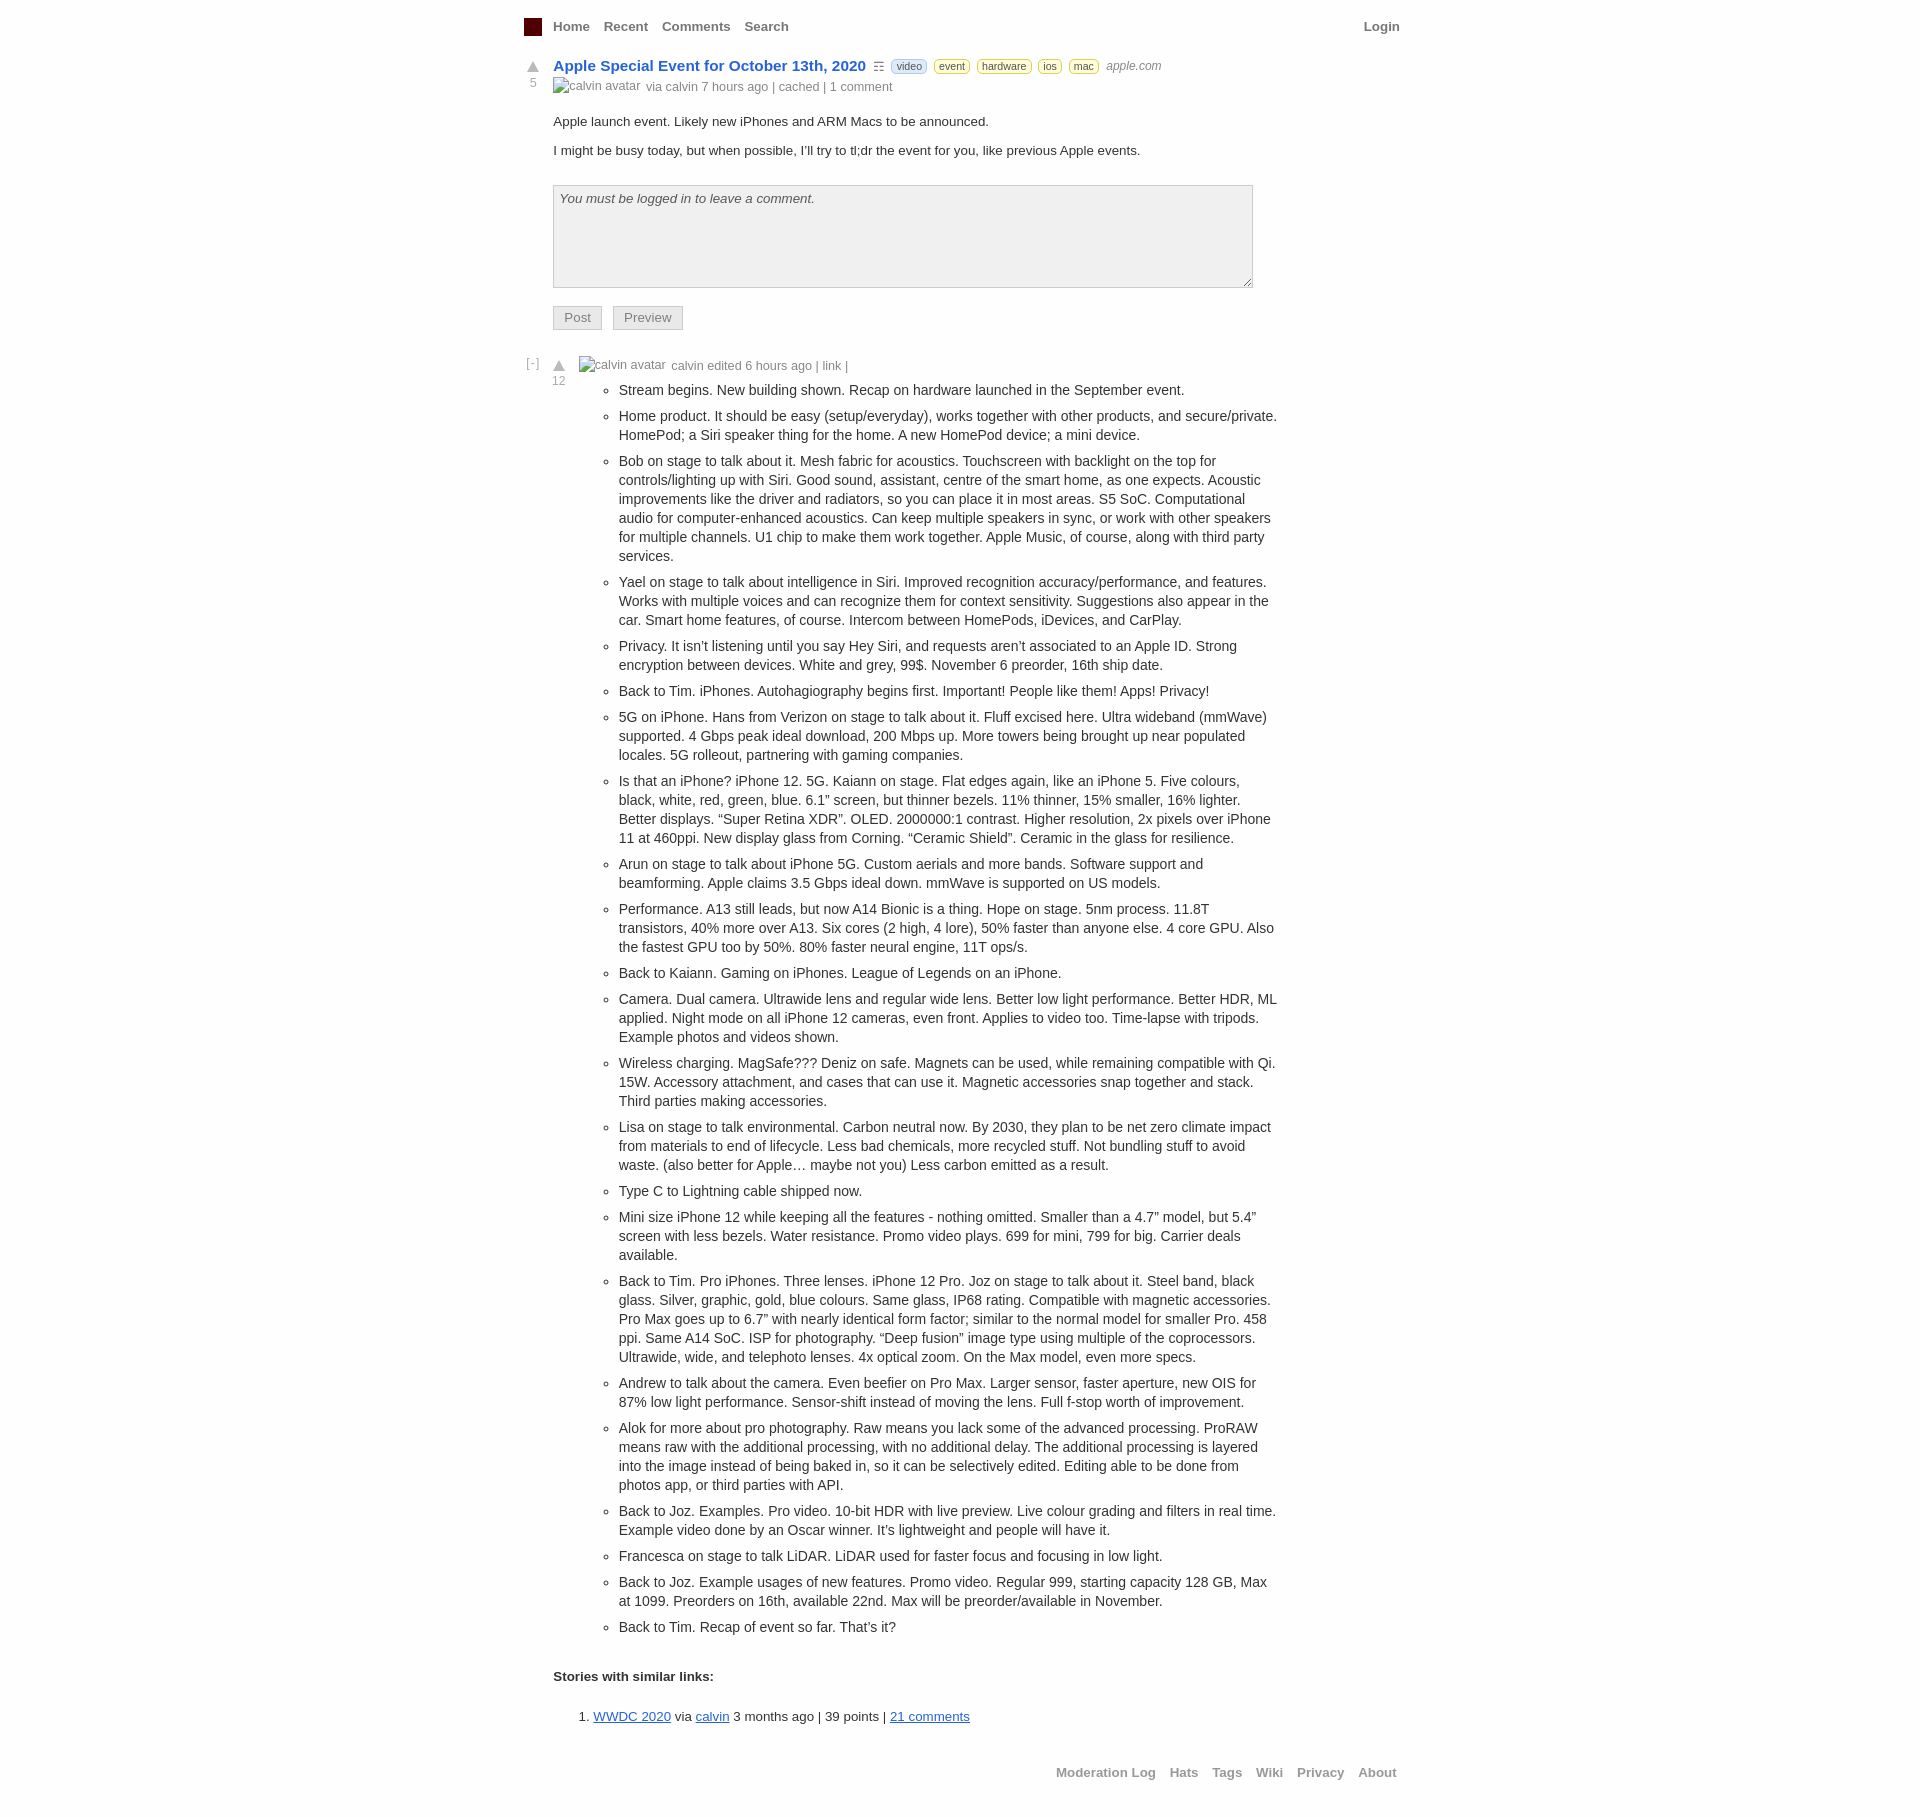 Home Recent Comments Search Login
Apple Special Event for October 13th, 2020 ☶ video event hardware ios mac apple.com
5
calvin avatar via calvin 7 hours ago | cached | 1 comment
Apple launch event. Likely new iPhones and ARM Macs to be announced.
I might be busy today, but when possible, I’ll try to tl;dr the event for you, like previous Apple events.
You must be logged in to leave a comment.
Post Preview
[-] calvin avatar calvin edited 6 hours ago | link |
12
Stream begins. New building shown. Recap on hardware launched in the September event.
Home product. It should be easy (setup/everyday), works together with other products, and secure/private.
HomePod; a Siri speaker thing for the home. A new HomePod device; a mini device.
Bob on stage to talk about it. Mesh fabric for acoustics. Touchscreen with backlight on the top for
controls/lighting up with Siri. Good sound, assistant, centre of the smart home, as one expects. Acoustic
improvements like the driver and radiators, so you can place it in most areas. S5 SoC. Computational
audio for computer-enhanced acoustics. Can keep multiple speakers in sync, or work with other speakers
for multiple channels. U1 chip to make them work together. Apple Music, of course, along with third party
services.
Yael on stage to talk about intelligence in Siri. Improved recognition accuracy/performance, and features.
Works with multiple voices and can recognize them for context sensitivity. Suggestions also appear in the
car. Smart home features, of course. Intercom between HomePods, iDevices, and CarPlay.
Privacy. It isn’t listening until you say Hey Siri, and requests aren’t associated to an Apple ID. Strong
encryption between devices. White and grey, 99$. November 6 preorder, 16th ship date.
Back to Tim. iPhones. Autohagiography begins first. Important! People like them! Apps! Privacy!
5G on iPhone. Hans from Verizon on stage to talk about it. Fluff excised here. Ultra wideband (mmWave)
supported. 4 Gbps peak ideal download, 200 Mbps up. More towers being brought up near populated
locales. 5G rolleout, partnering with gaming companies.
Is that an iPhone? iPhone 12. 5G. Kaiann on stage. Flat edges again, like an iPhone 5. Five colours,
black, white, red, green, blue. 6.1” screen, but thinner bezels. 11% thinner, 15% smaller, 16% lighter.
Better displays. “Super Retina XDR”. OLED. 2000000:1 contrast. Higher resolution, 2x pixels over iPhone
11 at 460ppi. New display glass from Corning. “Ceramic Shield”. Ceramic in the glass for resilience.
Arun on stage to talk about iPhone 5G. Custom aerials and more bands. Software support and
beamforming. Apple claims 3.5 Gbps ideal down. mmWave is supported on US models.
Performance. A13 still leads, but now A14 Bionic is a thing. Hope on stage. 5nm process. 11.8T
transistors, 40% more over A13. Six cores (2 high, 4 lore), 50% faster than anyone else. 4 core GPU. Also
the fastest GPU too by 50%. 80% faster neural engine, 11T ops/s.
Back to Kaiann. Gaming on iPhones. League of Legends on an iPhone.
Camera. Dual camera. Ultrawide lens and regular wide lens. Better low light performance. Better HDR, ML
applied. Night mode on all iPhone 12 cameras, even front. Applies to video too. Time-lapse with tripods.
Example photos and videos shown.
Wireless charging. MagSafe??? Deniz on safe. Magnets can be used, while remaining compatible with Qi.
15W. Accessory attachment, and cases that can use it. Magnetic accessories snap together and stack.
Third parties making accessories.
Lisa on stage to talk environmental. Carbon neutral now. By 2030, they plan to be net zero climate impact
from materials to end of lifecycle. Less bad chemicals, more recycled stuff. Not bundling stuff to avoid
waste. (also better for Apple… maybe not you) Less carbon emitted as a result.
Type C to Lightning cable shipped now.
Mini size iPhone 12 while keeping all the features - nothing omitted. Smaller than a 4.7” model, but 5.4”
screen with less bezels. Water resistance. Promo video plays. 699 for mini, 799 for big. Carrier deals
available.
Back to Tim. Pro iPhones. Three lenses. iPhone 12 Pro. Joz on stage to talk about it. Steel band, black
glass. Silver, graphic, gold, blue colours. Same glass, IP68 rating. Compatible with magnetic accessories.
Pro Max goes up to 6.7” with nearly identical form factor; similar to the normal model for smaller Pro. 458
ppi. Same A14 SoC. ISP for photography. “Deep fusion” image type using multiple of the coprocessors.
Ultrawide, wide, and telephoto lenses. 4x optical zoom. On the Max model, even more specs.
Andrew to talk about the camera. Even beefier on Pro Max. Larger sensor, faster aperture, new OIS for
87% low light performance. Sensor-shift instead of moving the lens. Full f-stop worth of improvement.
Alok for more about pro photography. Raw means you lack some of the advanced processing. ProRAW
means raw with the additional processing, with no additional delay. The additional processing is layered
into the image instead of being baked in, so it can be selectively edited. Editing able to be done from
photos app, or third parties with API.
Back to Joz. Examples. Pro video. 10-bit HDR with live preview. Live colour grading and filters in real time.
Example video done by an Oscar winner. It’s lightweight and people will have it.
Francesca on stage to talk LiDAR. LiDAR used for faster focus and focusing in low light.
Back to Joz. Example usages of new features. Promo video. Regular 999, starting capacity 128 GB, Max
at 1099. Preorders on 16th, available 22nd. Max will be preorder/available in November.
Back to Tim. Recap of event so far. That’s it?
Stories with similar links:
1. WWDC 2020 via calvin 3 months ago | 39 points | 21 comments
Moderation Log Hats Tags Wiki Privacy About